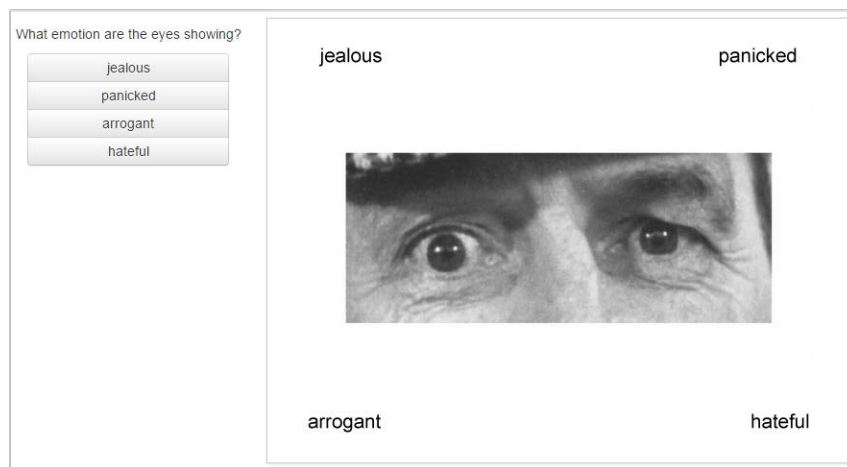 What emotion are the eyes showing?
jealous
panicked
arrogant
hateful
jealous panicked
arrogant hateful